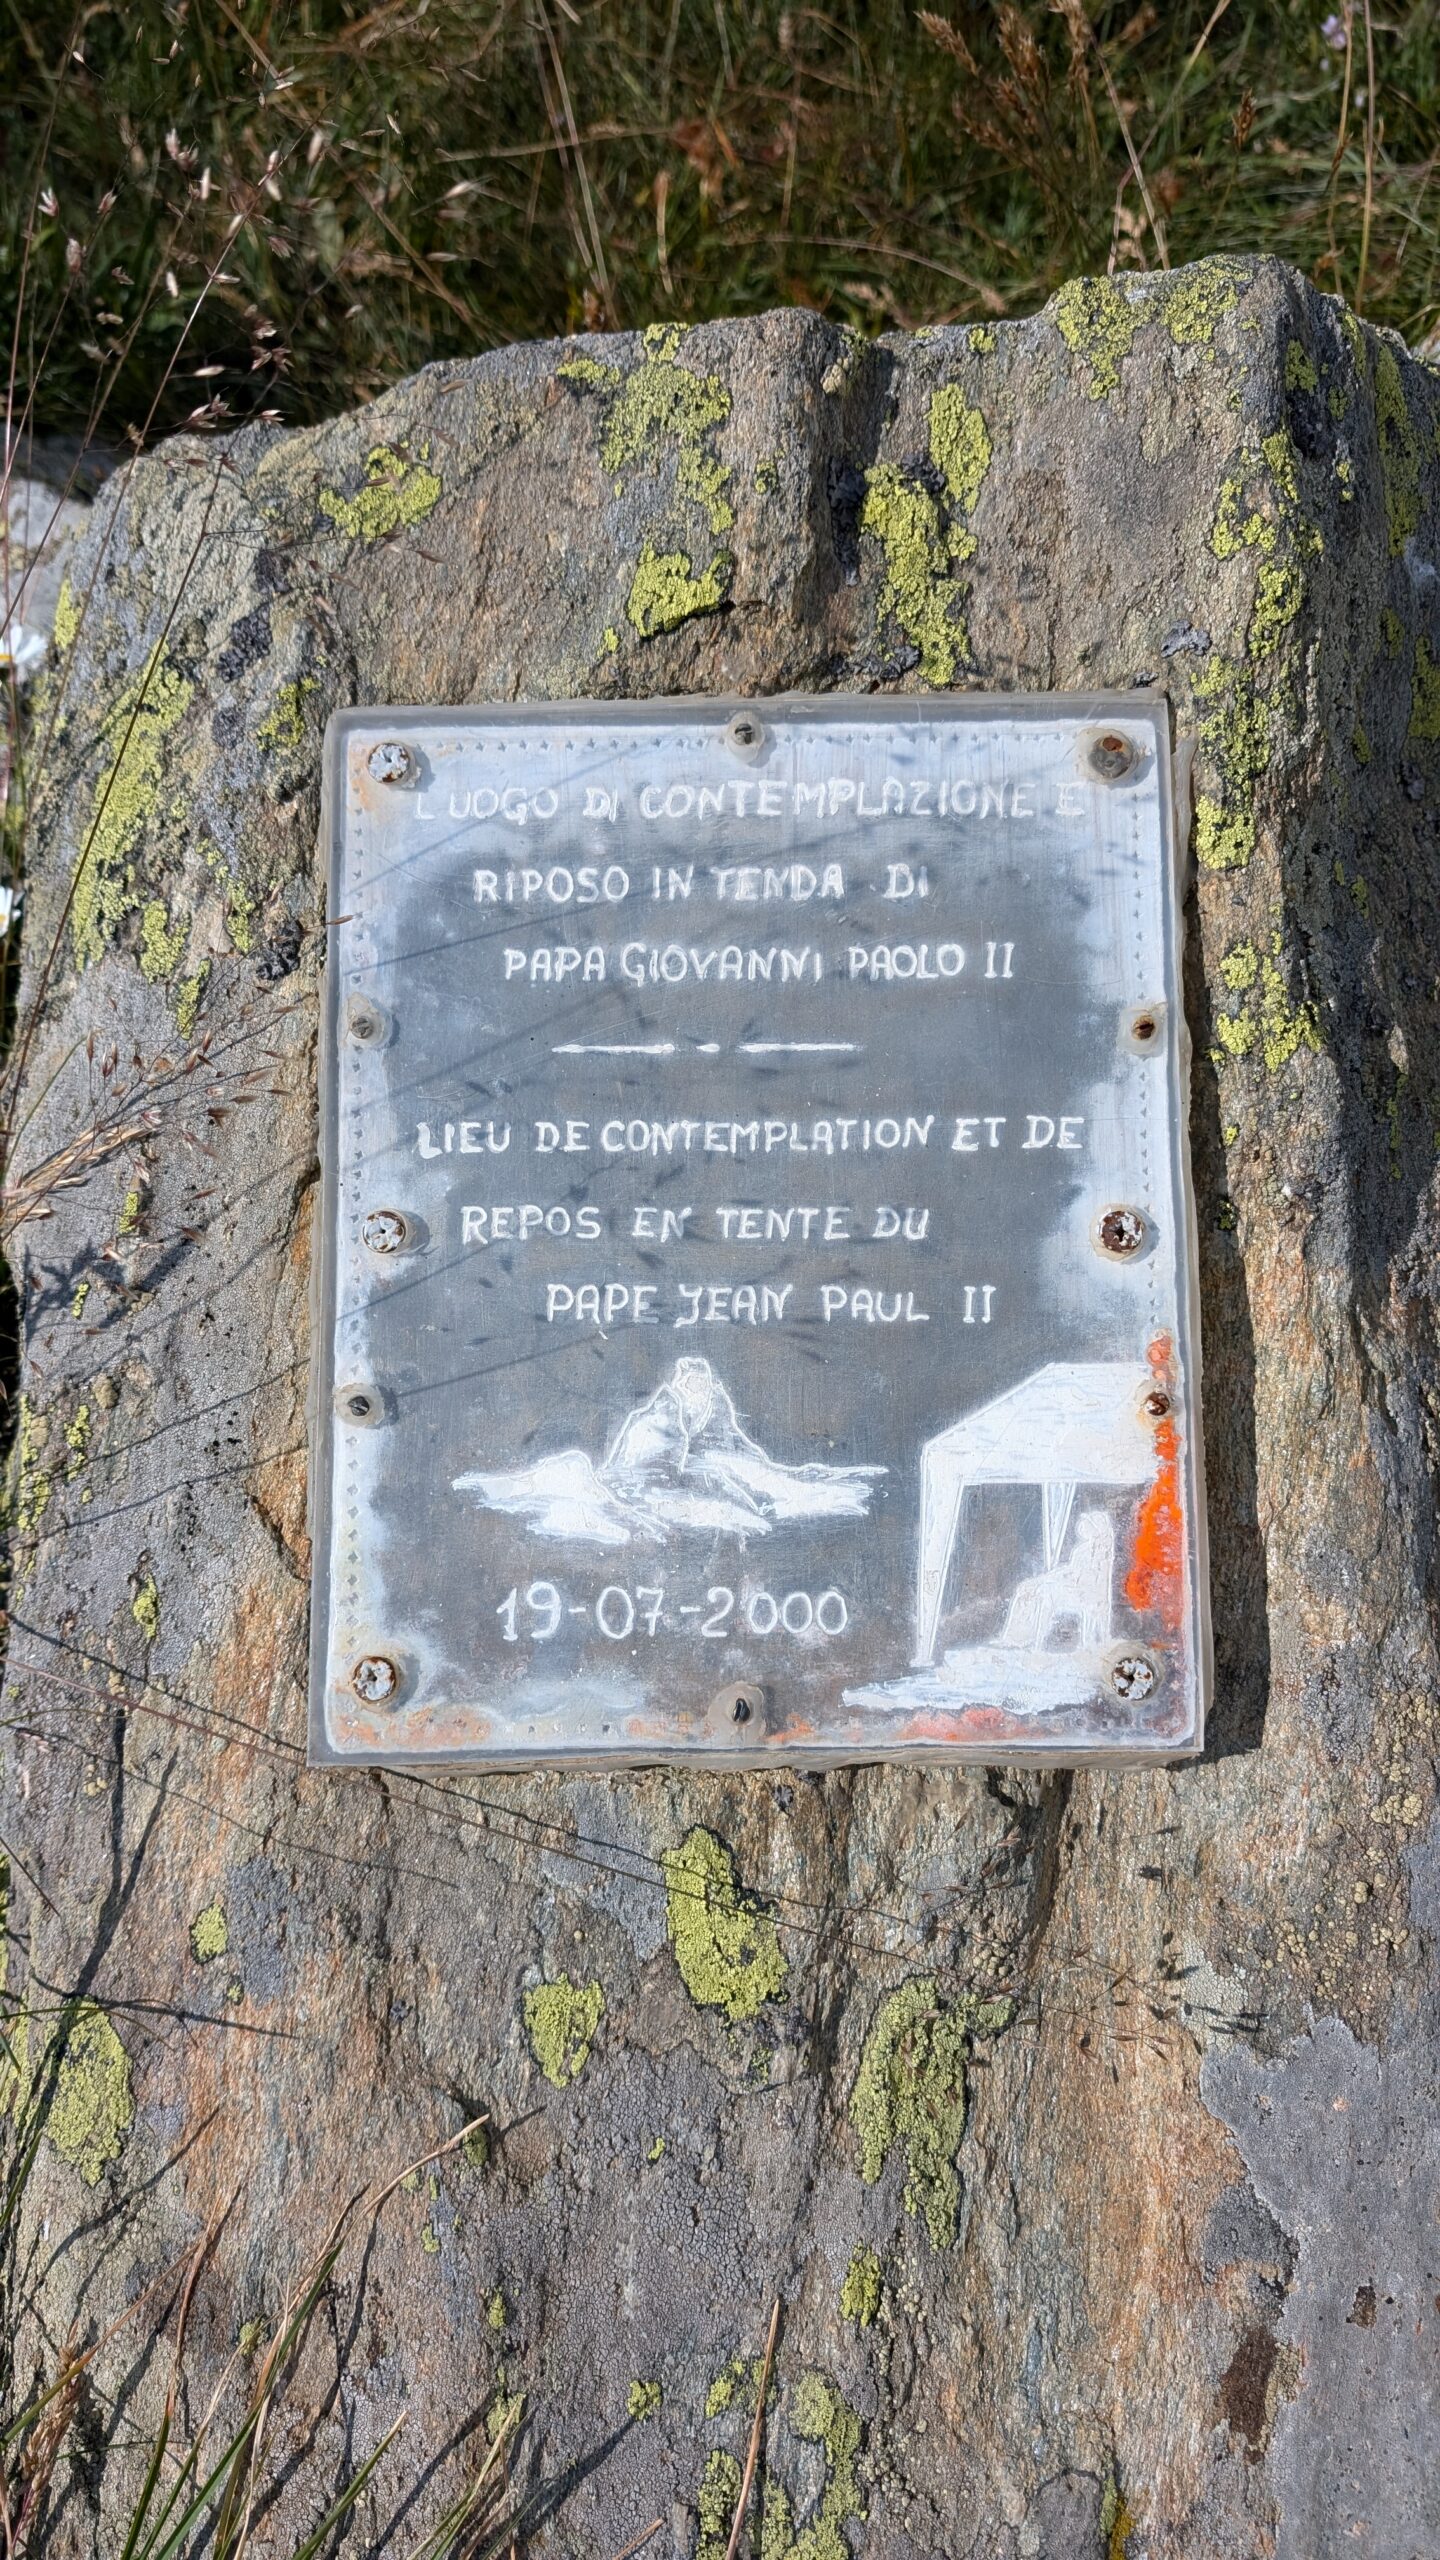 LUOGO DI CONTEMPLAZIONE E
RIPOSO IN TENDA DI
PAPA GIOVANNI PAOLO II
LIEU DE CONTEMPLATION ET DE
REPOS EN TENTE DU
PAPE JEAN PAUL II
19-07-2000